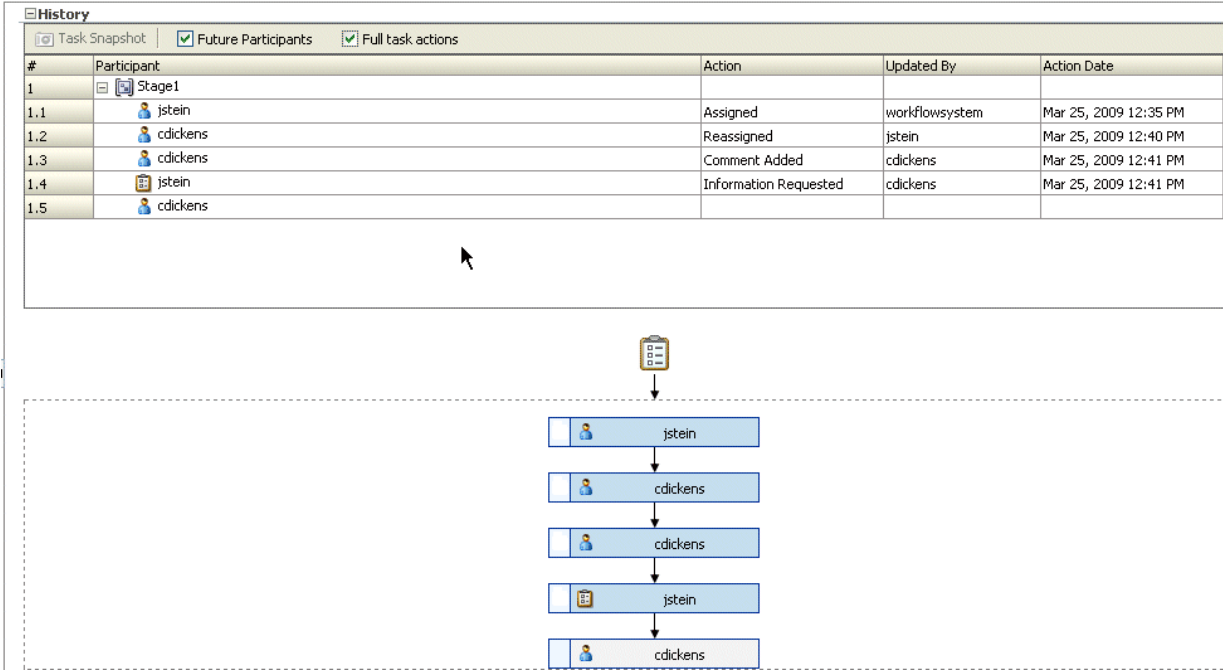 History
Task Snapshot Future Participants Full task actions
# Participant Action Updated By Action Date
1 Stage1
1.1 jstein Assigned workflowsystem Mar 25, 2009 12:35 PM
1.2 cdickens Reassigned jstein Mar 25, 2009 12:40 PM
1.3 cdickens Comment Added cdickens Mar 25, 2009 12:41 PM
1.4 jstein Information Requested cdickens Mar 25, 2009 12:41 PM
1.5 cdickens
jstein
cdickens
cdickens
jstein
cdickens